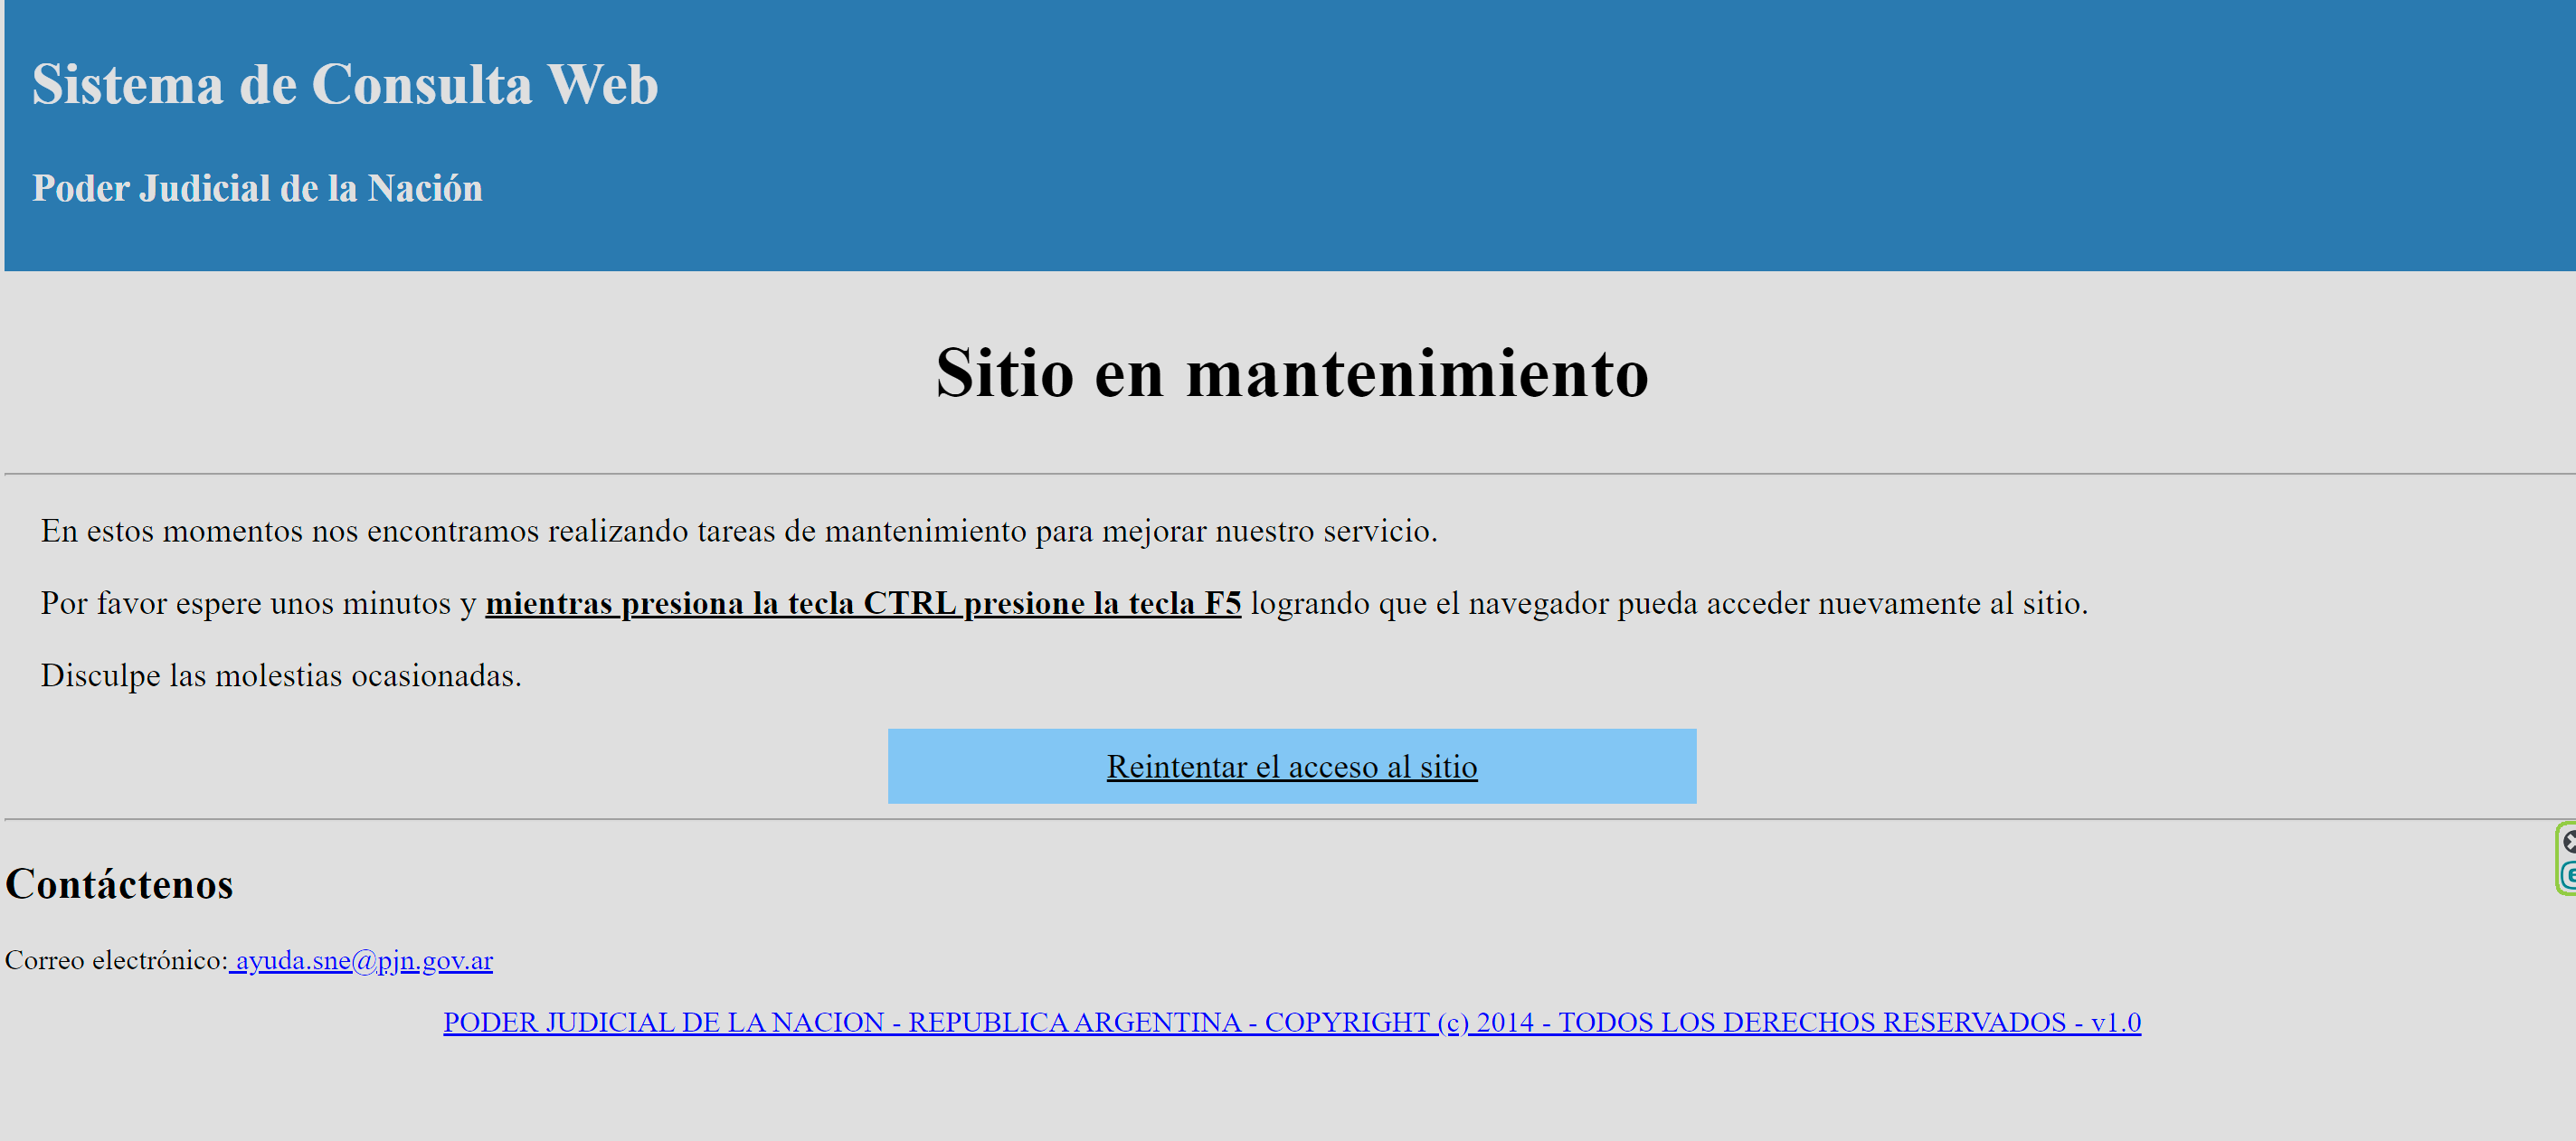 Sistema de Consulta Web
Poder Judicial de la Nación
Sitio en mantenimiento
En estos momentos nos encontramos realizando tareas de mantenimiento para mejorar nuestro servicio.
Por favor espere unos minutos y mientras presiona la tecla CTRL presione la tecla F5 logrando que el navegador pueda acceder nuevamente al sitio.
Disculpe las molestias ocasionadas.
Reintentar el acceso al sitio
Contáctenos
Correo electrónico: ayuda.sne@pjn.gov.ar
PODER JUDICIAL DE LA NACION - REPUBLICA ARGENTINA - COPYRIGHT (c) 2014 - TODOS LOS DERECHOS RESERVADOS - v1.0